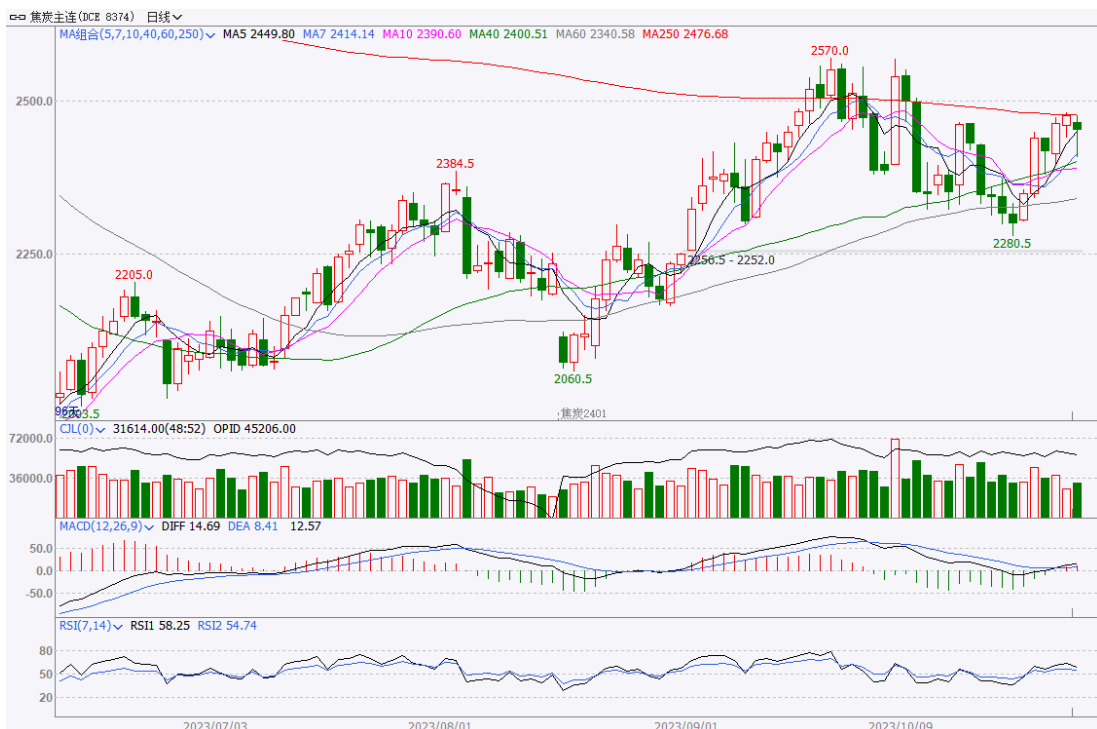 焦炭主连(DCE 8374) 日线
MA组合(5,7,10,40,60,250) MA5 2449.80 MA7 2414.14 MA10 2390.60 MA40 2400.51 MA60 2340.58 MA250 2476.68
2570.0
2500.0
2384.5
2250.0
2256.5 - 2252.0
2280.5
2205.0
2060.5
焦炭2401
CJL(0) 31614.00(48:52) OPID 45206.00
72000.0
36000.0
MACD(12,26,9) DIFF 14.69 DEA 8.41 12.57
50.0
0.0
-50.0
RSI(7,14) RSI1 58.25 RSI2 54.74
80
50
20
2023/07/03 2023/08/01 2023/09/01 2023/10/09